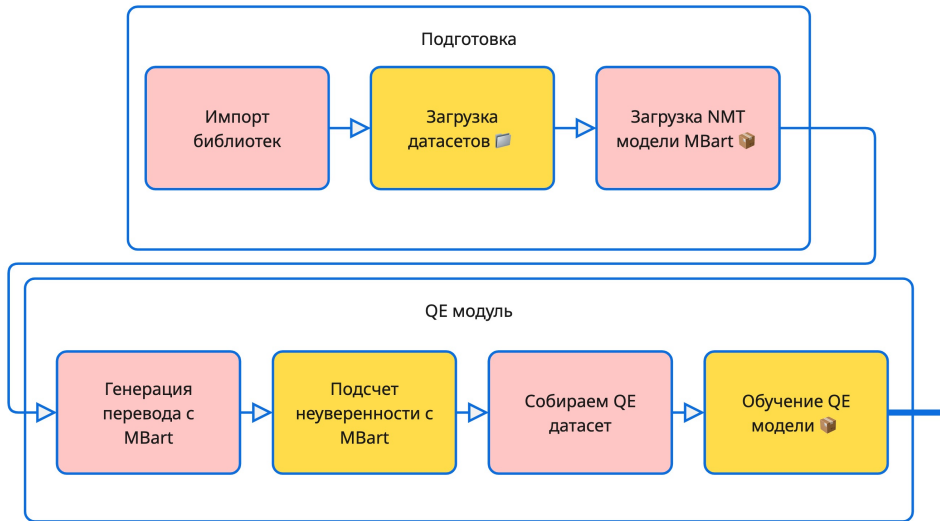 Подготовка
Импорт
библиотек
Загрузка
датасетов 📁
Загрузка NMT
модели MBart 📦
QE модуль
Генерация
перевода с
MBart
Подсчет
неуверенности с
MBart
Собираем QE
датасет
Обучение QE
модели 📦